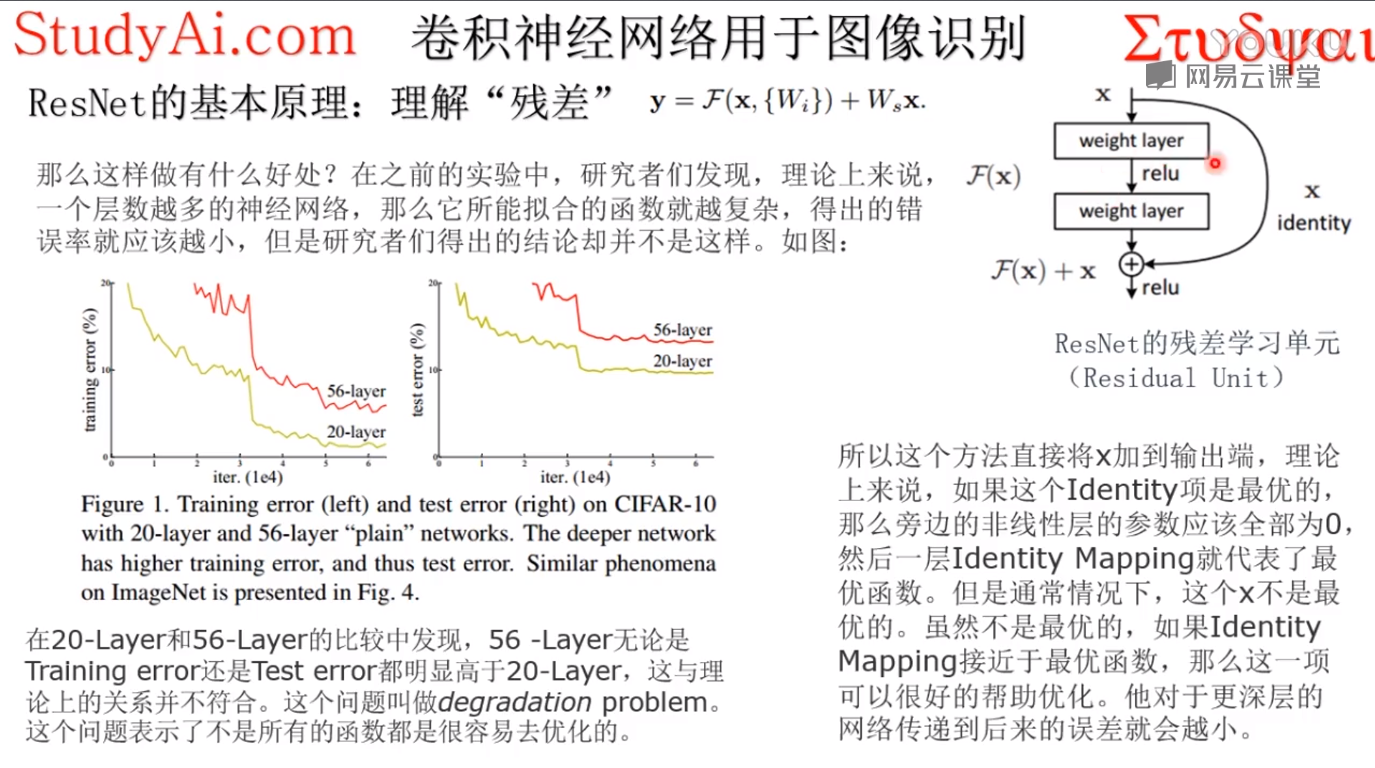 StudyAi.com
卷积神经网络用于图像识别
Στυδψαι
YOUKU
网易云课堂
ResNet的基本原理：理解“残差”
y = F(x, {W_i}) + W_s x.
那么这样做有什么好处？在之前的实验中，研究者们发现，理论上来说，
一个层数越多的神经网络，那么它所能拟合的函数就越复杂，得出的错
误率就应该越小，但是研究者们得出的结论却并不是这样。如图：
training error (%)
20
10
0
56-layer
20-layer
0 1 2 3 4 5 6
iter. (1e4)
test error (%)
20
10
0
56-layer
20-layer
0 1 2 3 4 5 6
iter. (1e4)
Figure 1. Training error (left) and test error (right) on CIFAR-10
with 20-layer and 56-layer “plain” networks. The deeper network
has higher training error, and thus test error. Similar phenomena
on ImageNet is presented in Fig. 4.
在20-Layer和56-Layer的比较中发现，56 -Layer无论是
Training error还是Test error都明显高于20-Layer，这与理
论上的关系并不符合。这个问题叫做degradation problem。
这个问题表示了不是所有的函数都是很容易去优化的。
x
weight layer
F(x)
relu
weight layer
x
identity
F(x) + x
relu
ResNet的残差学习单元
（Residual Unit）
所以这个方法直接将x加到输出端，理论
上来说，如果这个Identity项是最优的，
那么旁边的非线性层的参数应该全部为0，
然后一层Identity Mapping就代表了最
优函数。但是通常情况下，这个x不是最
优的。虽然不是最优的，如果Identity
Mapping接近于最优函数，那么这一项
可以很好的帮助优化。他对于更深层的
网络传递到后来的误差就会越小。